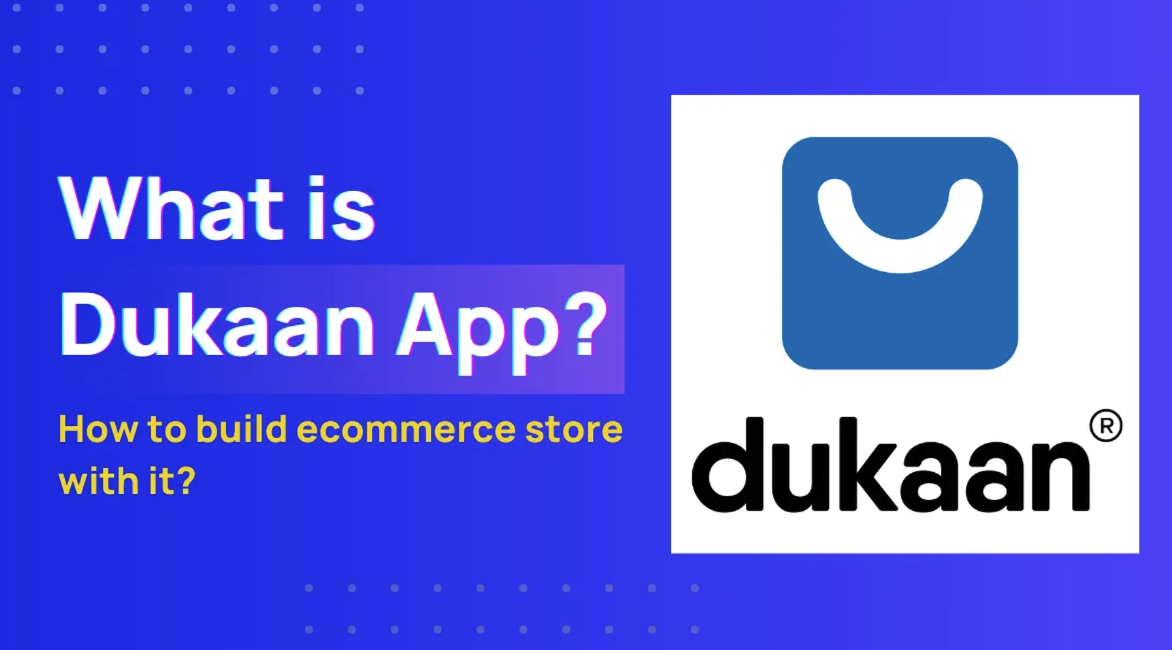 What is
Dukaan App?
How to build ecommerce store
with it?
dukaan®